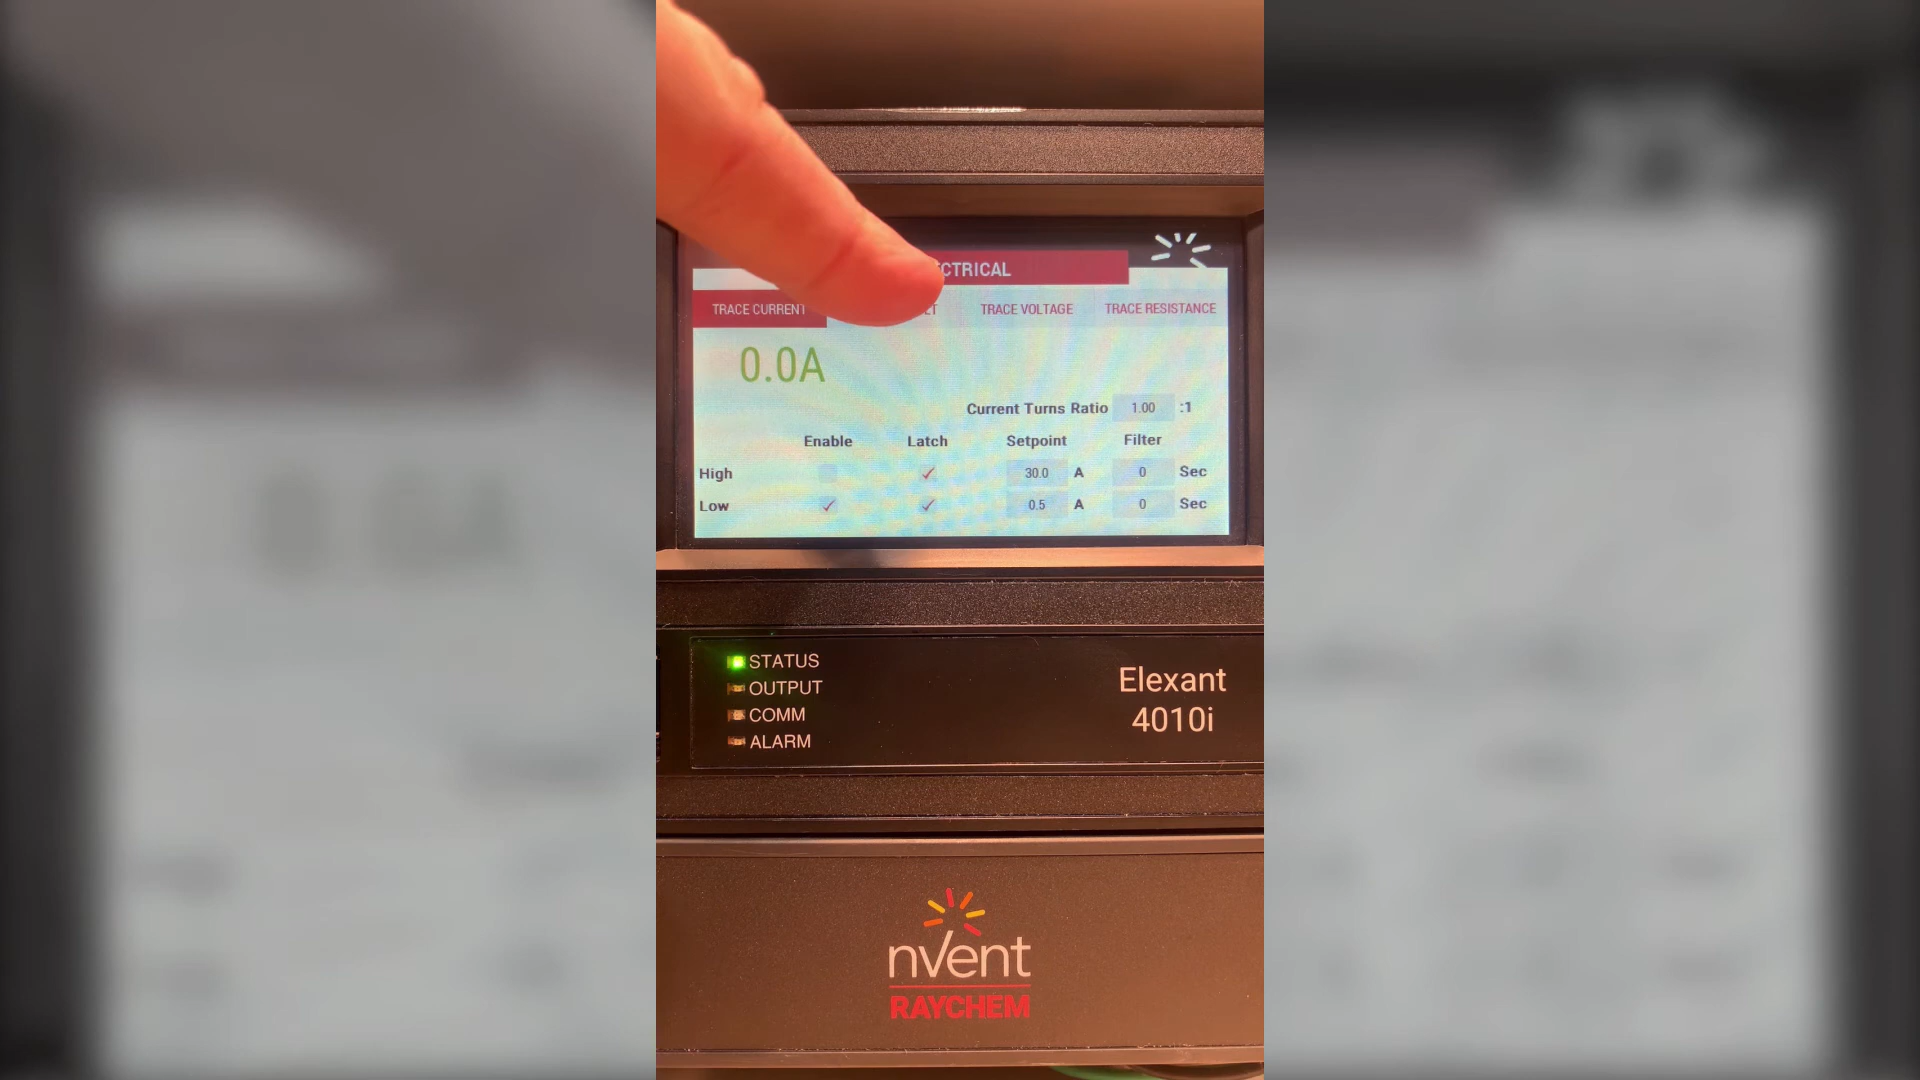 CTRICAL
TRACE CURRENT LT TRACE VOLTAGE TRACE RESISTANCE
0.0A
Current Turns Ratio 1.00 :1
Enable Latch Setpoint Filter
High 30.0 A 0 Sec
Low 0.5 A 0 Sec
STATUS
OUTPUT
COMM
ALARM
Elexant
4010i
nvent
RAYCHEM